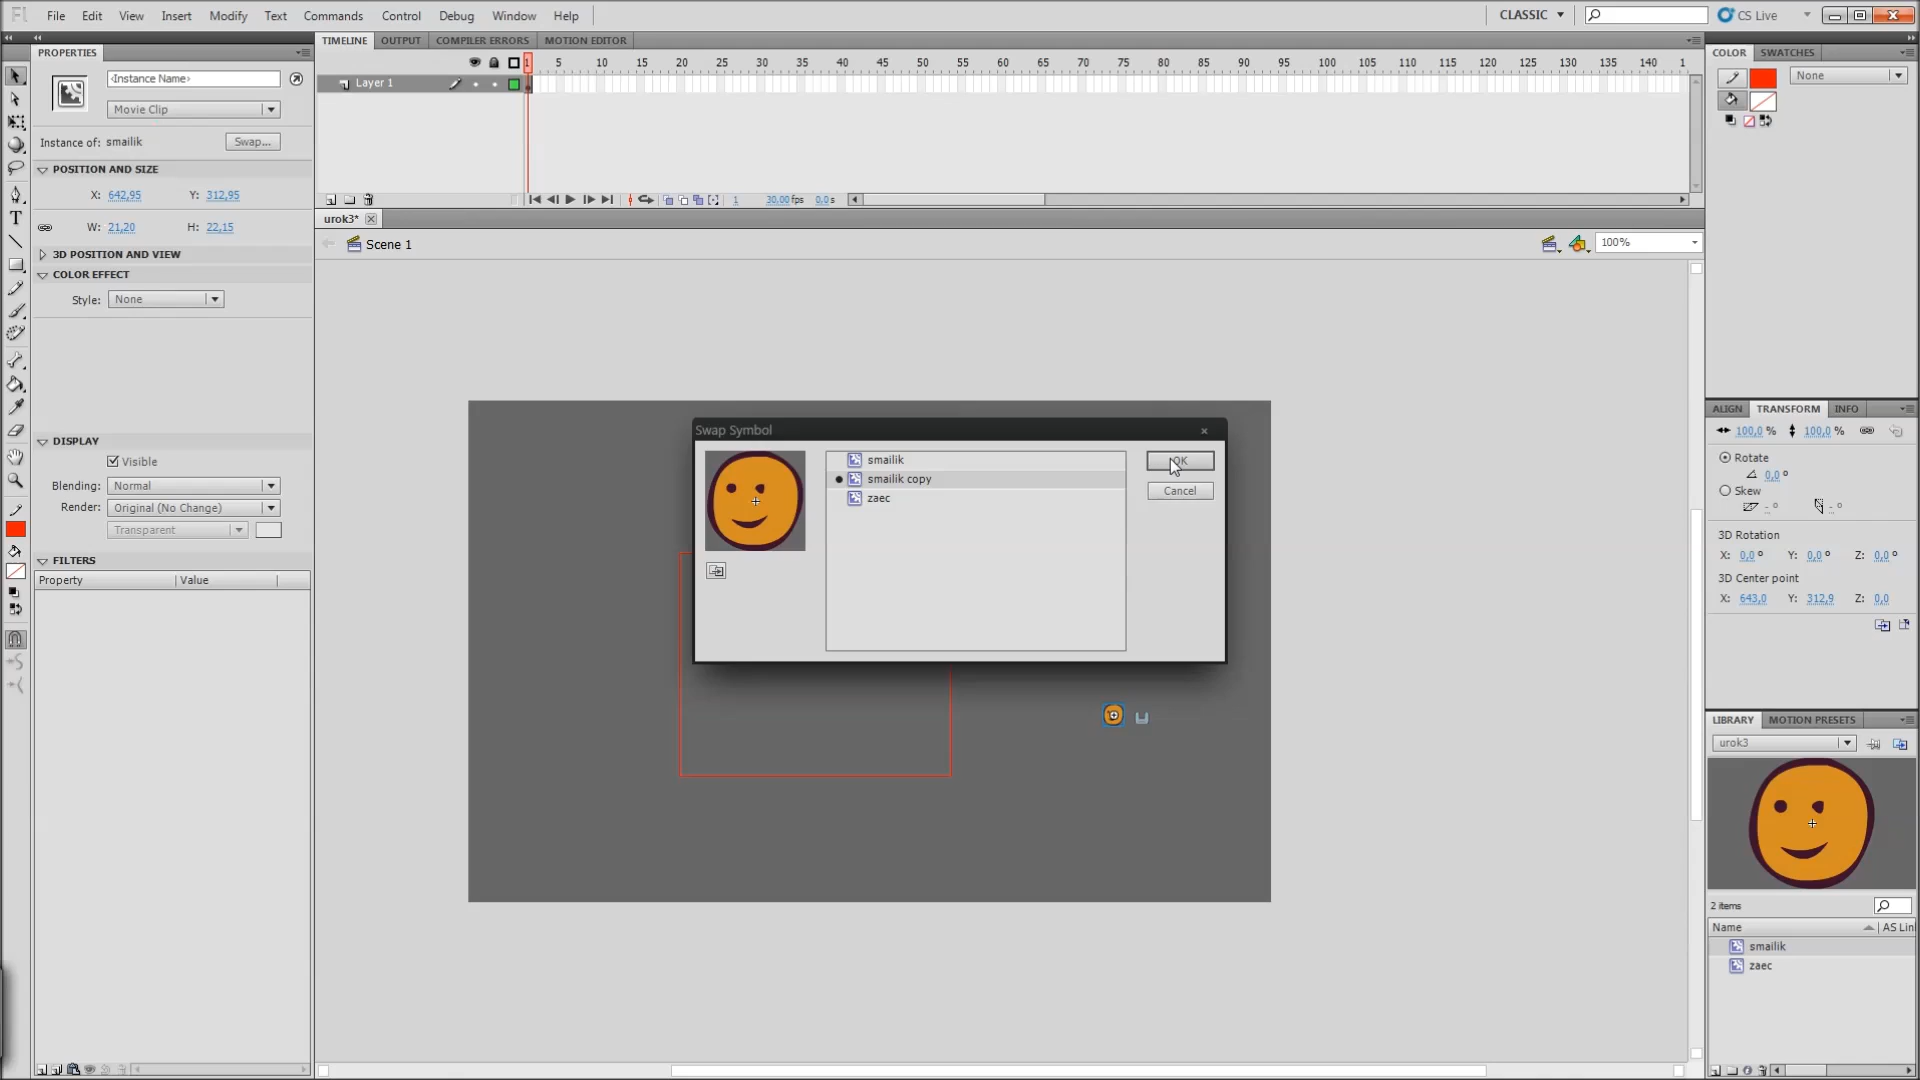 Fl File Edit View Insert Modify Text Commands Control Debug Window Help CLASSIC CS Live
PROPERTIES
<Instance Name>
Movie Clip
Instance of: smailik Swap...
POSITION AND SIZE
X: 642,95 Y: 312,95
W: 21,20 H: 22,15
3D POSITION AND VIEW
COLOR EFFECT
Style: None
DISPLAY
Visible
Blending: Normal
Render: Original (No Change)
Transparent
FILTERS
Property Value
TIMELINE OUTPUT COMPILER ERRORS MOTION EDITOR
1 5 10 15 20 25 30 35 40 45 50 55 60 65 70 75 80 85 90 95 100 105 110 115 120 125 130 135 140 1
Layer 1
1 30,00 fps 0,0 s
urok3*
Scene 1 100%
Swap Symbol
smailik
smailik copy
zaec
OK
Cancel
COLOR SWATCHES
None
ALIGN TRANSFORM INFO
100,0 % 100,0 %
Rotate
0,0 °
Skew
- ° - °
3D Rotation
X: 0,0 ° Y: 0,0 ° Z: 0,0 °
3D Center point
X: 643,0 Y: 312,9 Z: 0,0
LIBRARY MOTION PRESETS
urok3
2 items
Name AS Lin
smailik
zaec